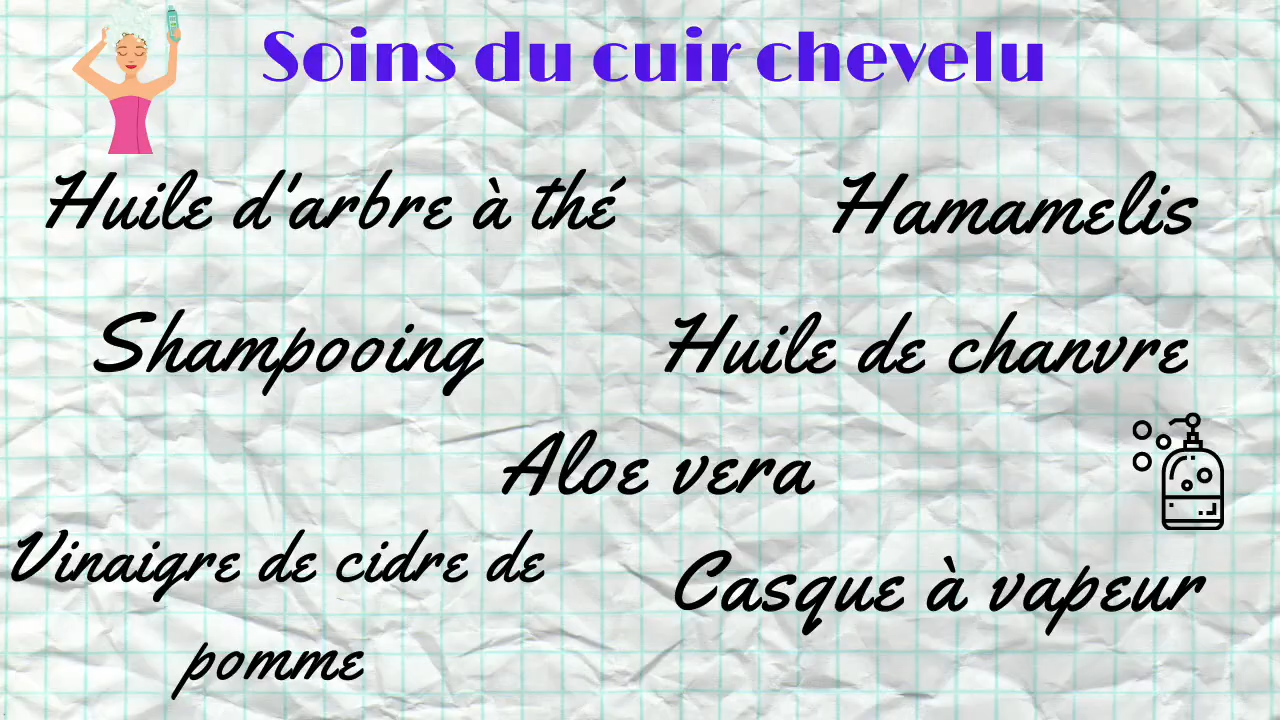 Soins du cuir chevelu
Huile d'arbre à thé
Hamamelis
Shampooing
Huile de chanvre
Aloe vera
Vinaigre de cidre de
pomme
Casque à vapeur